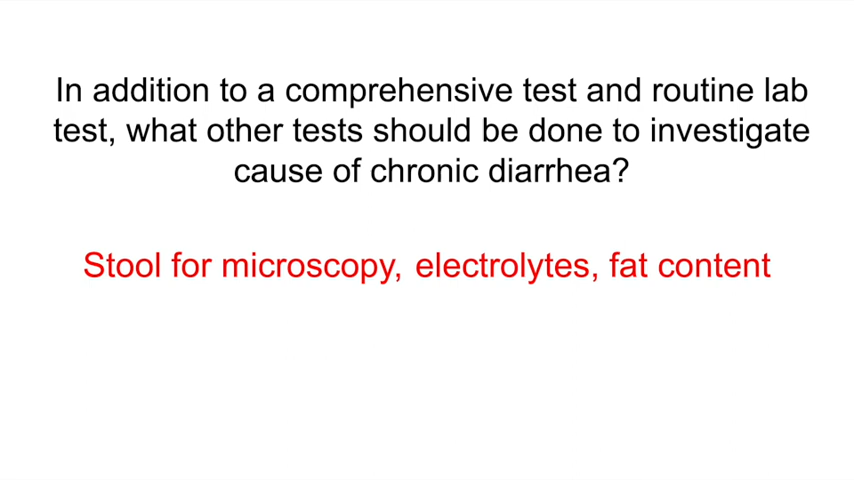 In addition to a comprehensive test and routine lab
test, what other tests should be done to investigate
cause of chronic diarrhea?
Stool for microscopy, electrolytes, fat content